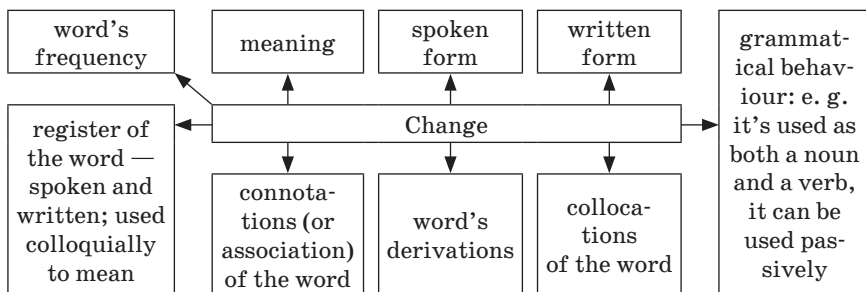 word's
frequency
meaning
spoken
form
written
form
grammat-
ical behav-
iour: e. g.
it's used as
both a noun
and a verb,
it can be
used pas-
sively
Change
register of
the word —
spoken and
written; used
colloquially
to mean
connota-
tions (or
association)
of the word
word's
derivations
colloca-
tions
of the word